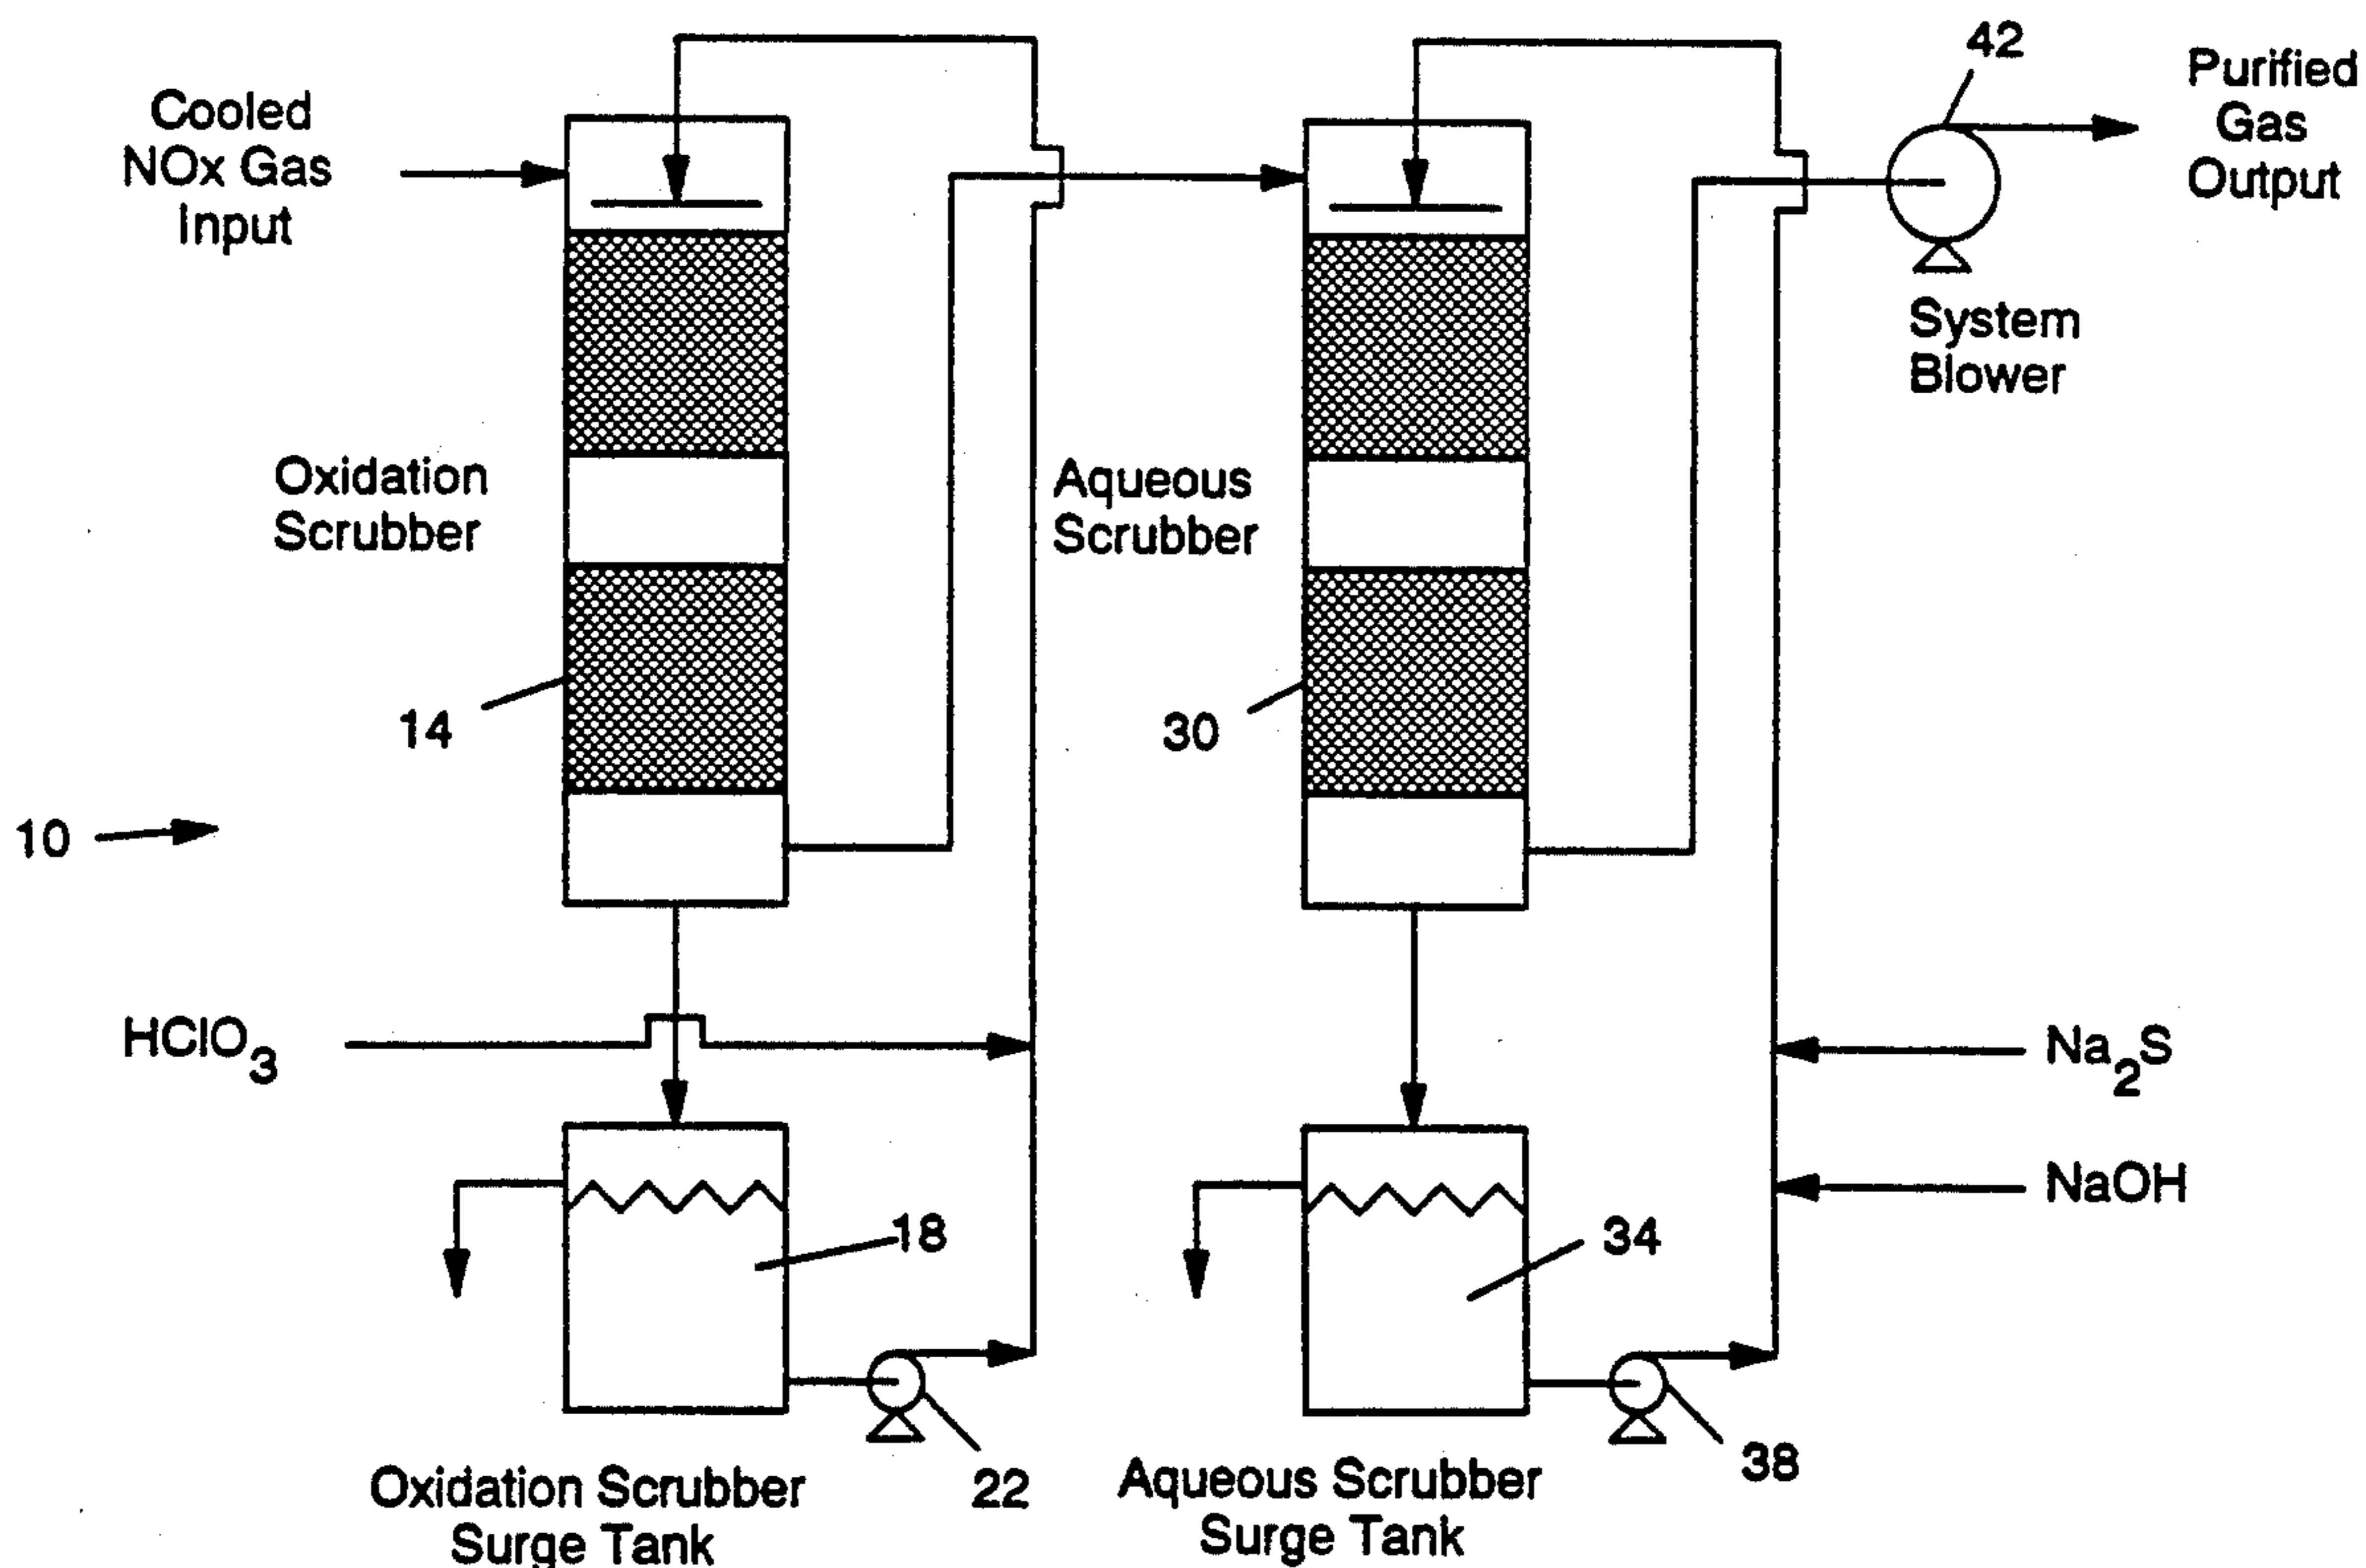 42
Purified
Gas
Output
Cooled
NOx Gas
Input
System
Blower
Oxidation
Scrubber
Aqueous
Scrubber
14
30
10
HClO3
Na2S
NaOH
18
34
22
38
Oxidation Scrubber
Surge Tank
Aqueous Scrubber
Surge Tank